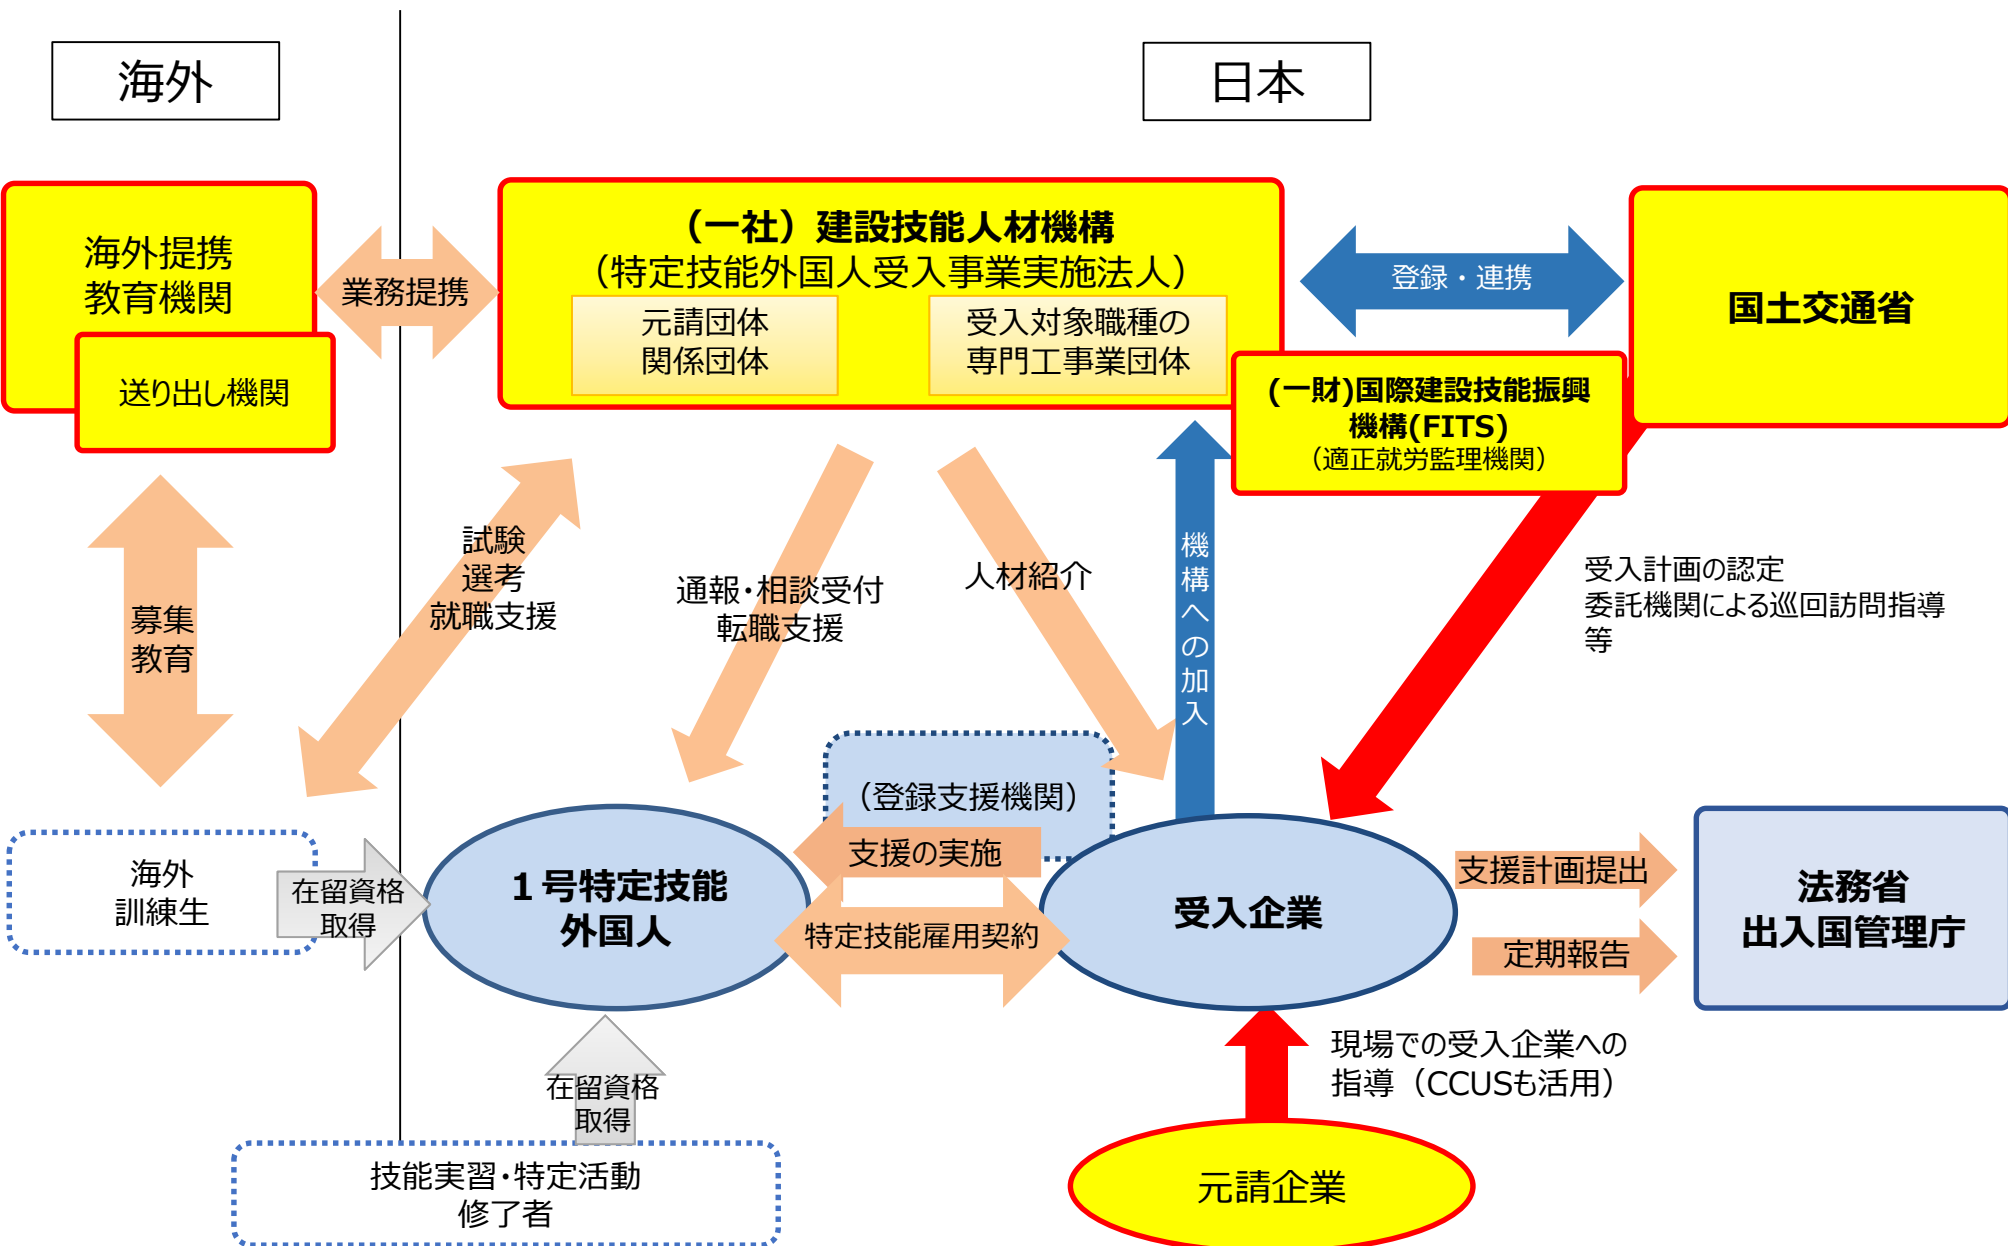 海外
日本
海外提携
教育機関
送り出し機関
業務提携
（一社）建設技能人材機構
（特定技能外国人受入事業実施法人）
元請団体
関係団体
受入対象職種の
専門工事業団体
登録・連携
国土交通省
(一財)国際建設技能振興
機構(FITS)
（適正就労監理機関）
募集
教育
試験
選考
就職支援
通報・相談受付
転職支援
人材紹介
機構への加入
受入計画の認定
委託機関による巡回訪問指導
等
（登録支援機関）
支援の実施
特定技能雇用契約
海外
訓練生
在留資格
取得
１号特定技能
外国人
受入企業
支援計画提出
定期報告
法務省
出入国管理庁
在留資格
取得
現場での受入企業への
指導（CCUSも活用）
技能実習・特定活動
修了者
元請企業